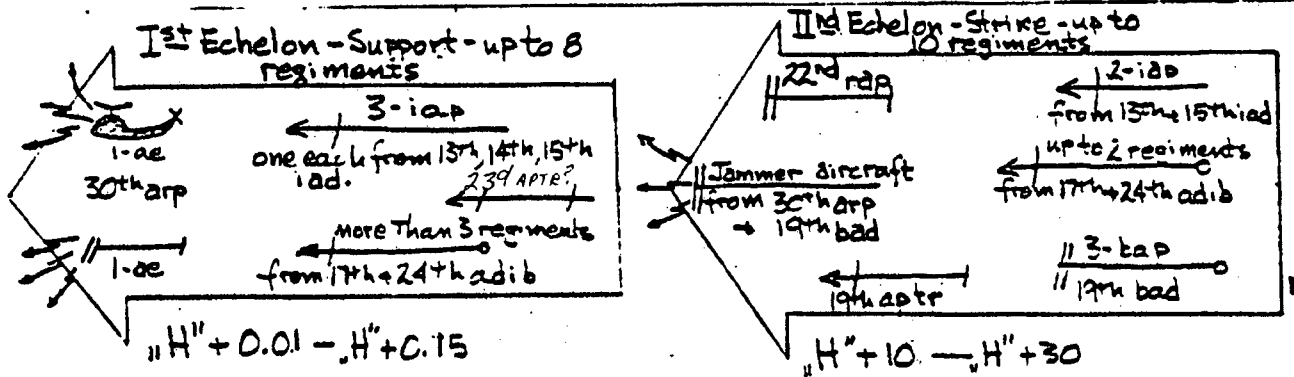 Ist Echelon - Support - up to 8
regiments
3-iap
one each from 13th, 14th, 15th
iad.
1-ae
30th arp
239 APTR?
more than 3 regiments
from 17th + 24th adib
1-ae
"H" + 0.01 — "H" + 0.15
IInd Echelon - Strike - up to
10 regiments
22nd rap
2-iap
from 13th + 15th iad
up to 2 regiments
from 17th + 24th adib
Jammer aircraft
from 30th arp
+ 19th bad
19th aptr
3-bap
19th bad
"H" + 10 — "H" + 30